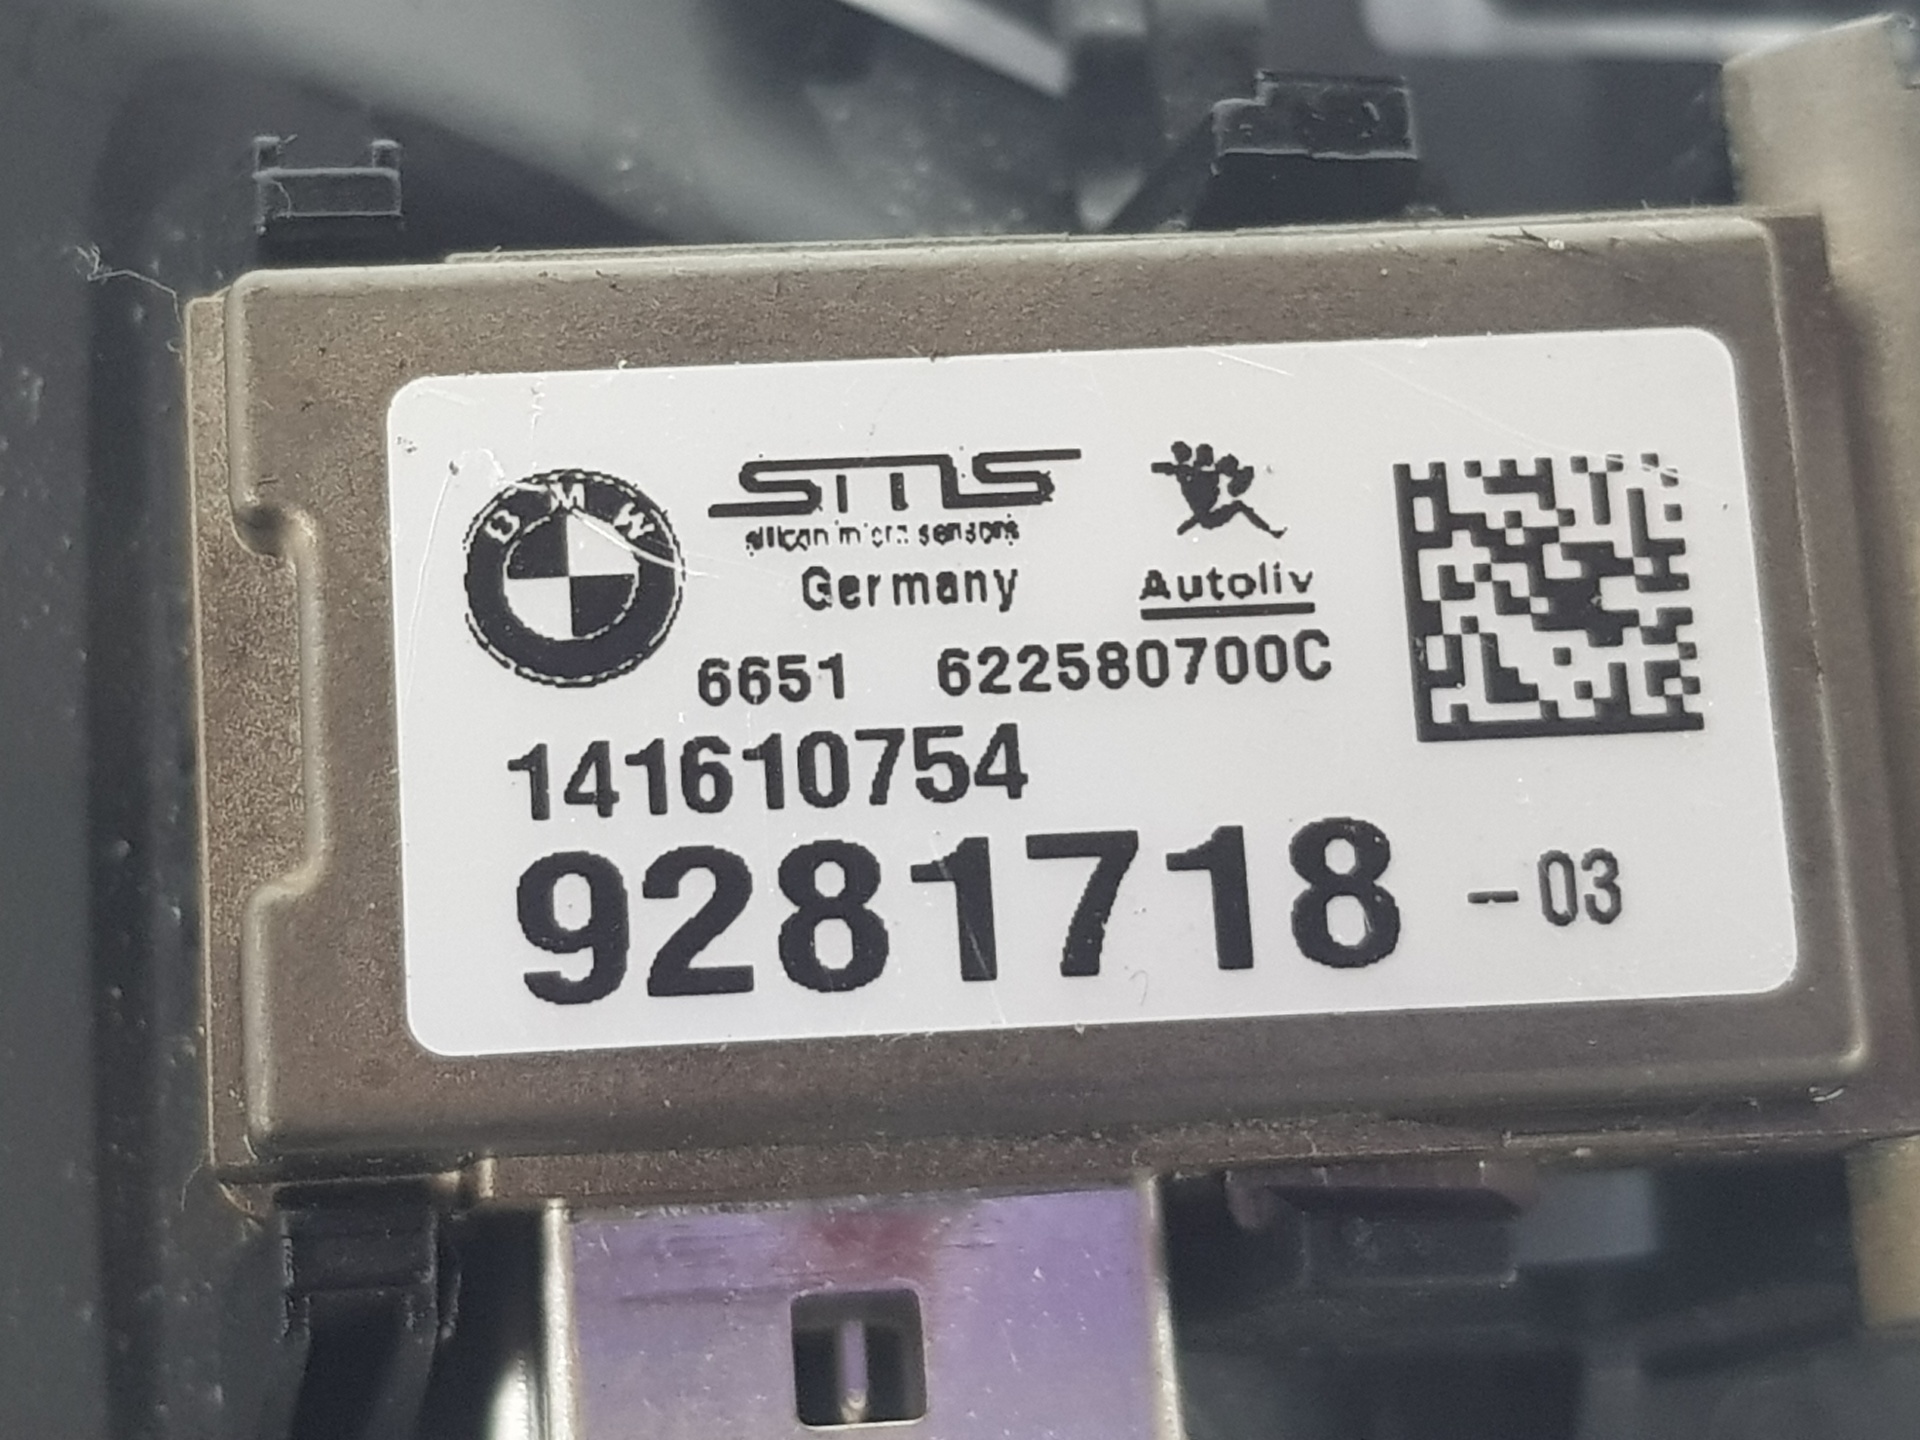 BMW
sms
silicon micro sensors
Germany
Autoliv
6651 622580700C
141610754
9281718 - 03